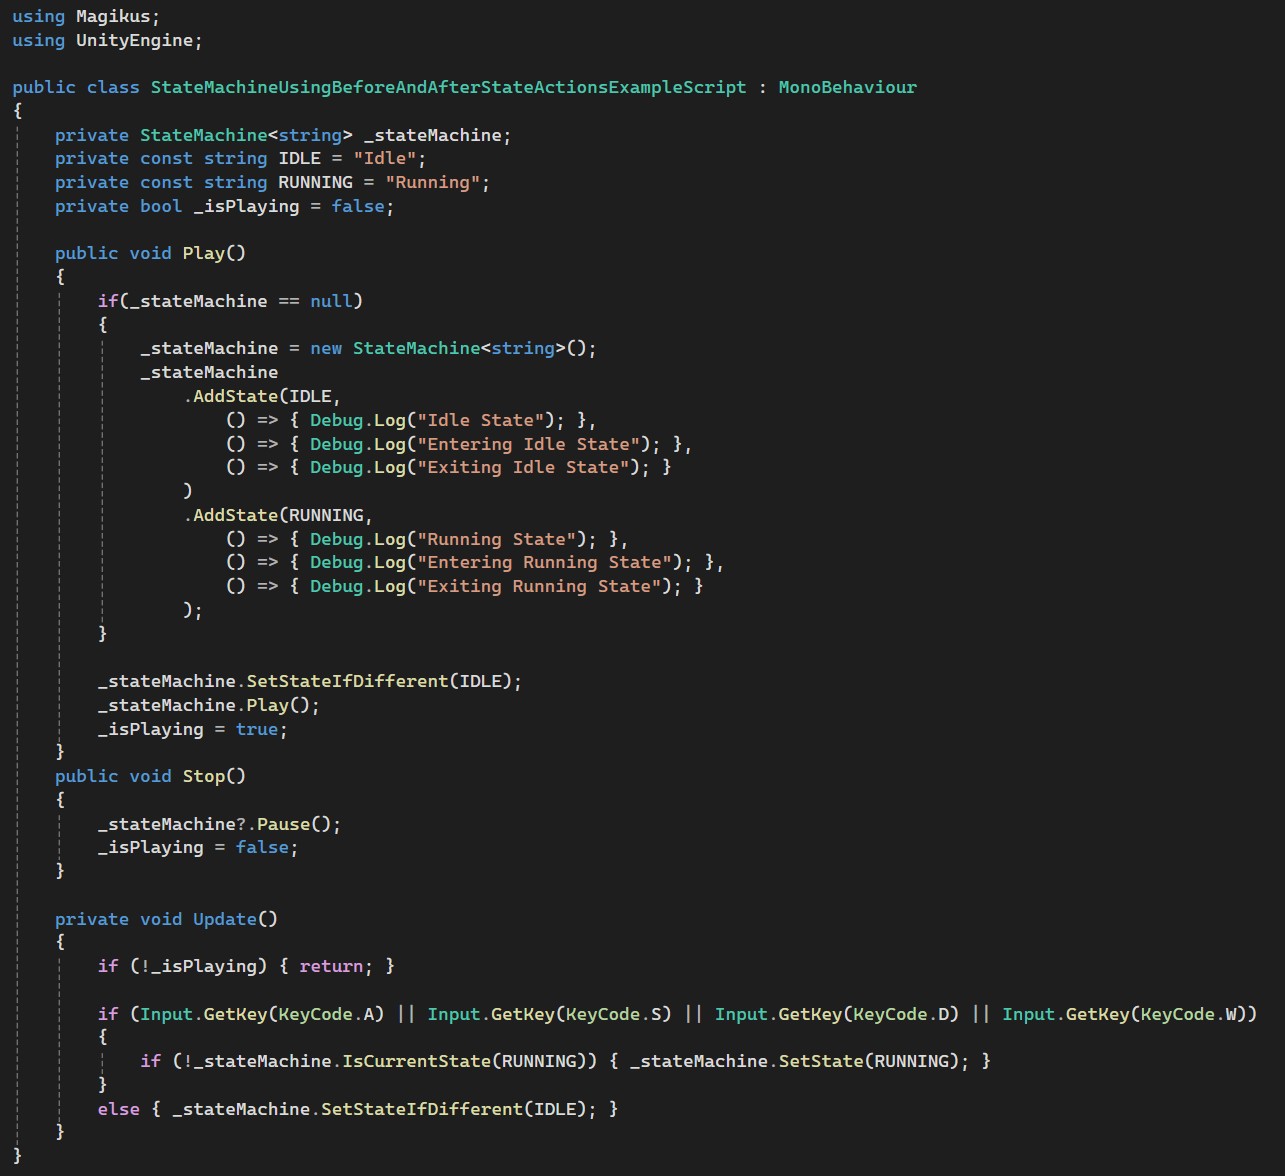 using Magikus;
using UnityEngine;

public class StateMachineUsingBeforeAndAfterStateActionsExampleScript : MonoBehaviour
{
    private StateMachine<string> _stateMachine;
    private const string IDLE = "Idle";
    private const string RUNNING = "Running";
    private bool _isPlaying = false;

    public void Play()
    {
        if(_stateMachine == null)
        {
            _stateMachine = new StateMachine<string>();
            _stateMachine
                .AddState(IDLE,
                    () => { Debug.Log("Idle State"); },
                    () => { Debug.Log("Entering Idle State"); },
                    () => { Debug.Log("Exiting Idle State"); }
                )
                .AddState(RUNNING,
                    () => { Debug.Log("Running State"); },
                    () => { Debug.Log("Entering Running State"); },
                    () => { Debug.Log("Exiting Running State"); }
                );
        }

        _stateMachine.SetStateIfDifferent(IDLE);
        _stateMachine.Play();
        _isPlaying = true;
    }
    public void Stop()
    {
        _stateMachine?.Pause();
        _isPlaying = false;
    }

    private void Update()
    {
        if (!_isPlaying) { return; }

        if (Input.GetKey(KeyCode.A) || Input.GetKey(KeyCode.S) || Input.GetKey(KeyCode.D) || Input.GetKey(KeyCode.W))
        {
            if (!_stateMachine.IsCurrentState(RUNNING)) { _stateMachine.SetState(RUNNING); }
        }
        else { _stateMachine.SetStateIfDifferent(IDLE); }
    }
}